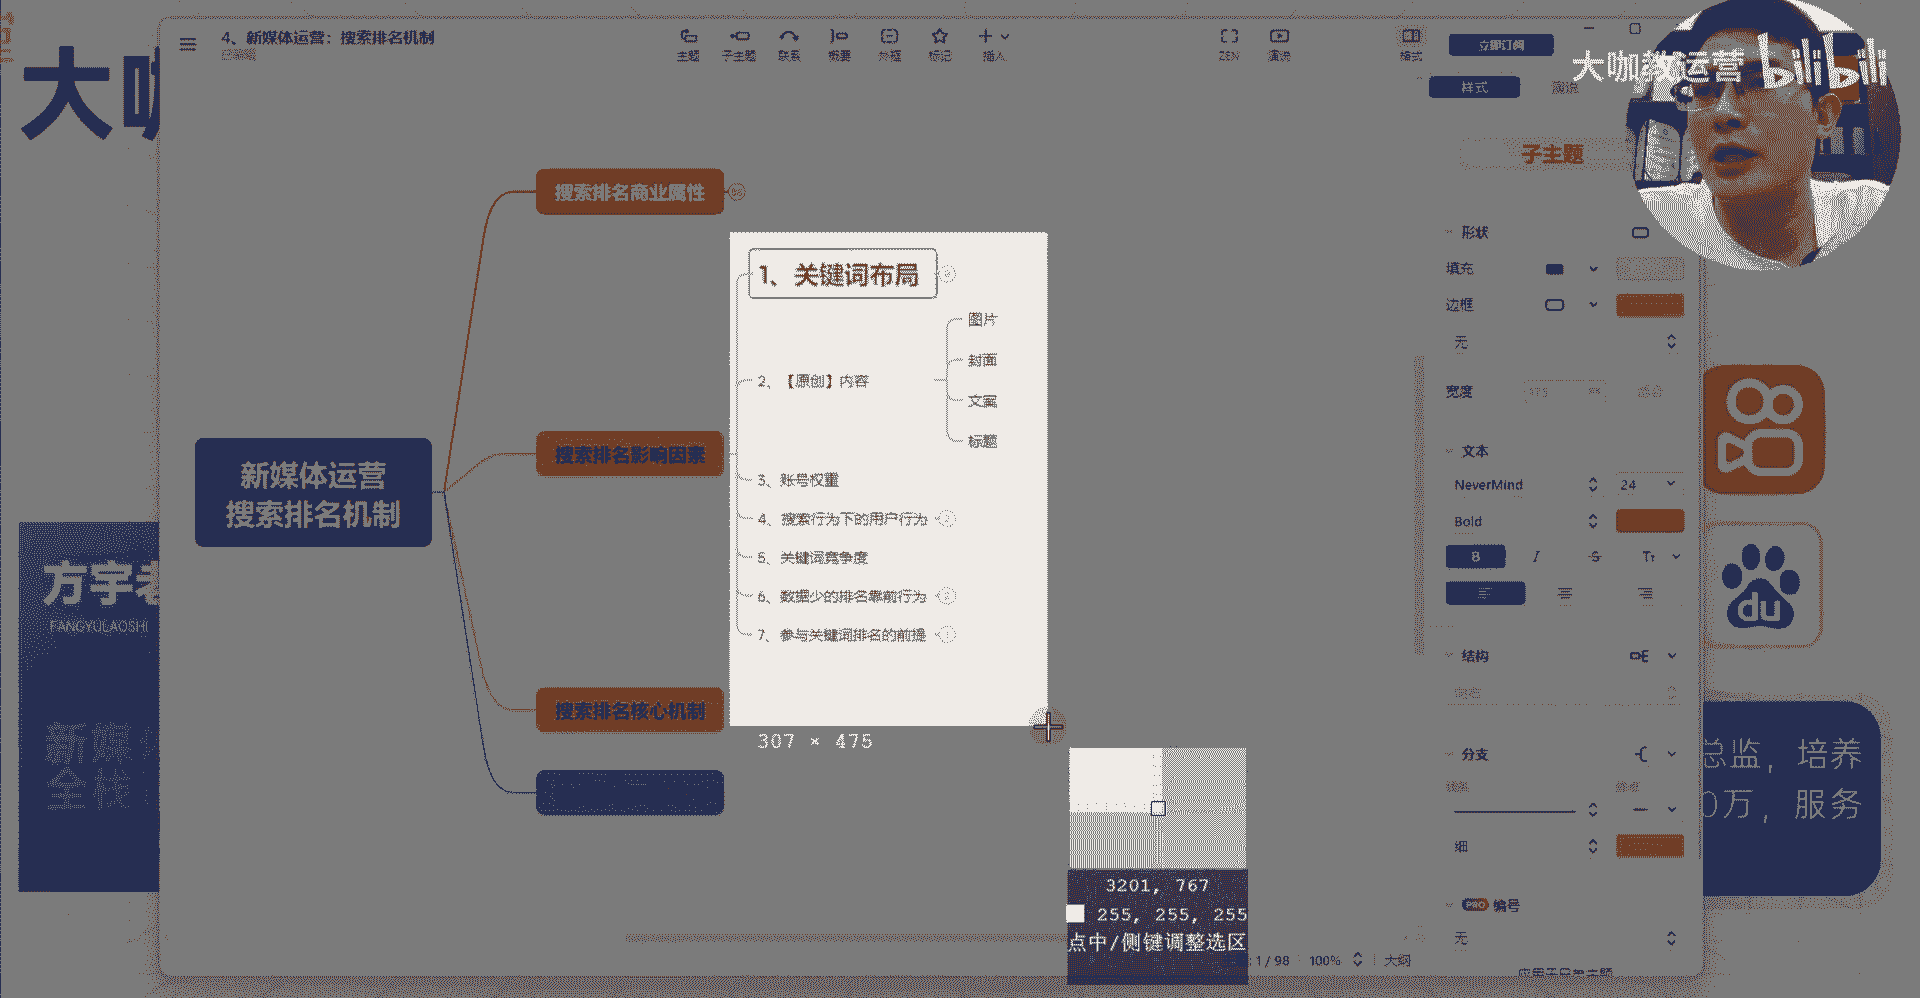 4、新媒体运营：搜索排名机制
已编辑
主题
子主题
联系
概要
外框
标记
插入
ZEN
演说
格式
立即订阅
大咖教运营 bilibili
样式
演说
大咖
子主题
搜索排名商业属性
1、关键词布局
图片
封面
2、【原创】内容
文案
标题
搜索排名影响因素
3、账号权重
4、搜索行为下的用户行为
5、关键词竞争度
6、数据少的排名靠前行为
7、参与关键词排名的前提
新媒体运营
搜索排名机制
搜索排名核心机制
307 × 475
3201, 767
255, 255, 255
点中/侧键调整选区
形状
填充
边框
无
宽度
文本
NeverMind
24
Bold
B
I
S
Tt
结构
分支
细
PRO 编号
无
1 / 98
100%
大纲
方宇老
FANGYULAOSHI
新媒
全栈
du
总监，培养
0万，服务